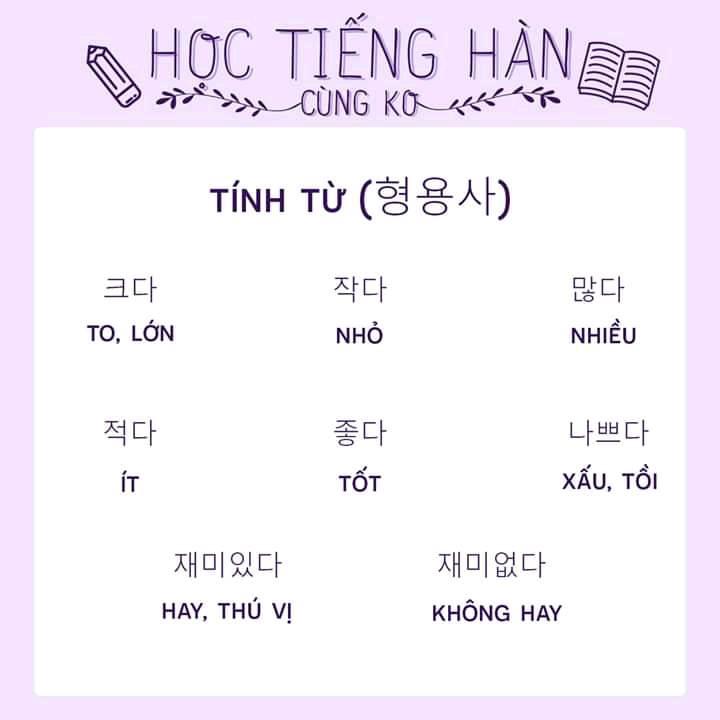 HỌC TIẾNG HÀN
CÙNG KO
TÍNH TỪ (형용사)
크다 작다 많다
TO, LỚN NHỎ NHIỀU
적다 좋다 나쁘다
ÍT TỐT XẤU, TỒI
재미있다 재미없다
HAY, THÚ VỊ KHÔNG HAY